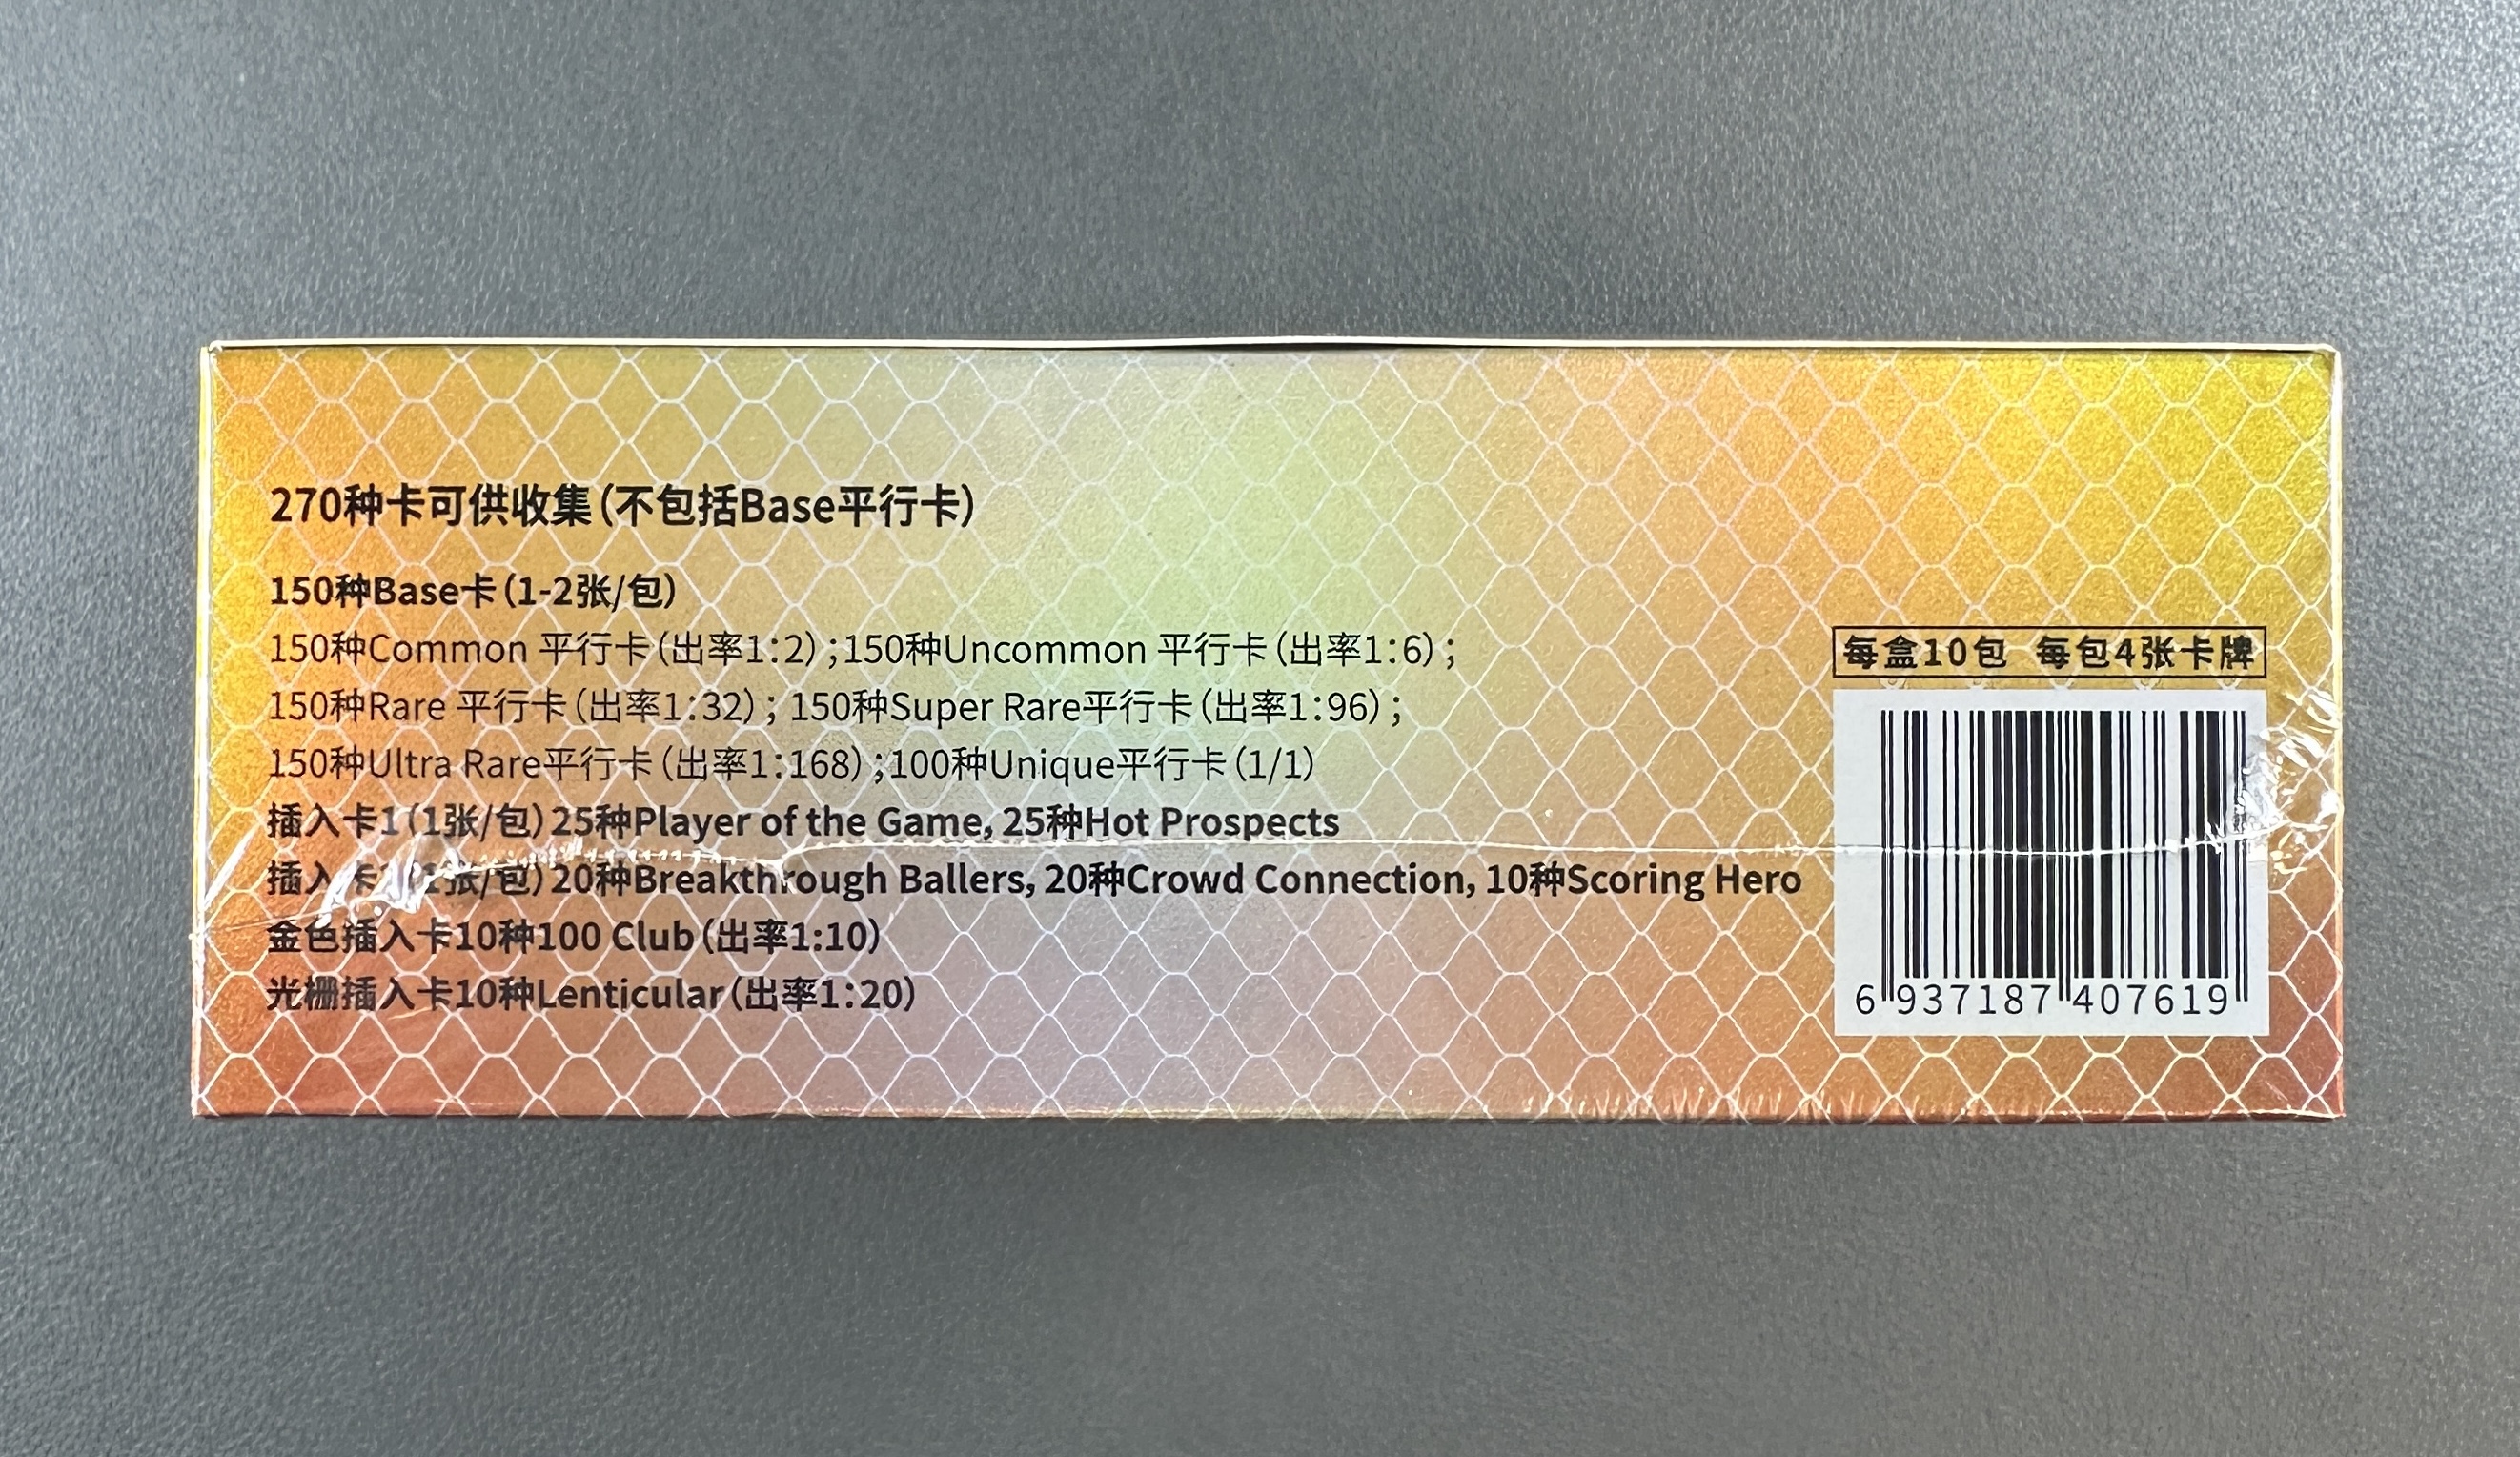 270种卡可供收集(不包括Base平行卡)
150种Base卡(1-2张/包)
150种Common 平行卡(出率1:2);150种Uncommon 平行卡(出率1:6);
150种Rare 平行卡(出率1:32); 150种Super Rare平行卡(出率1:96);
150种Ultra Rare平行卡(出率1:168);100种Unique平行卡(1/1)
插入卡1(1张/包)25种Player of the Game, 25种Hot Prospects
插入卡2(1张/包)20种Breakthrough Ballers, 20种Crowd Connection, 10种Scoring Hero
金色插入卡10种100 Club(出率1:10)
光栅插入卡10种Lenticular(出率1:20)
每盒10包 每包4张卡牌
6 937187 407619